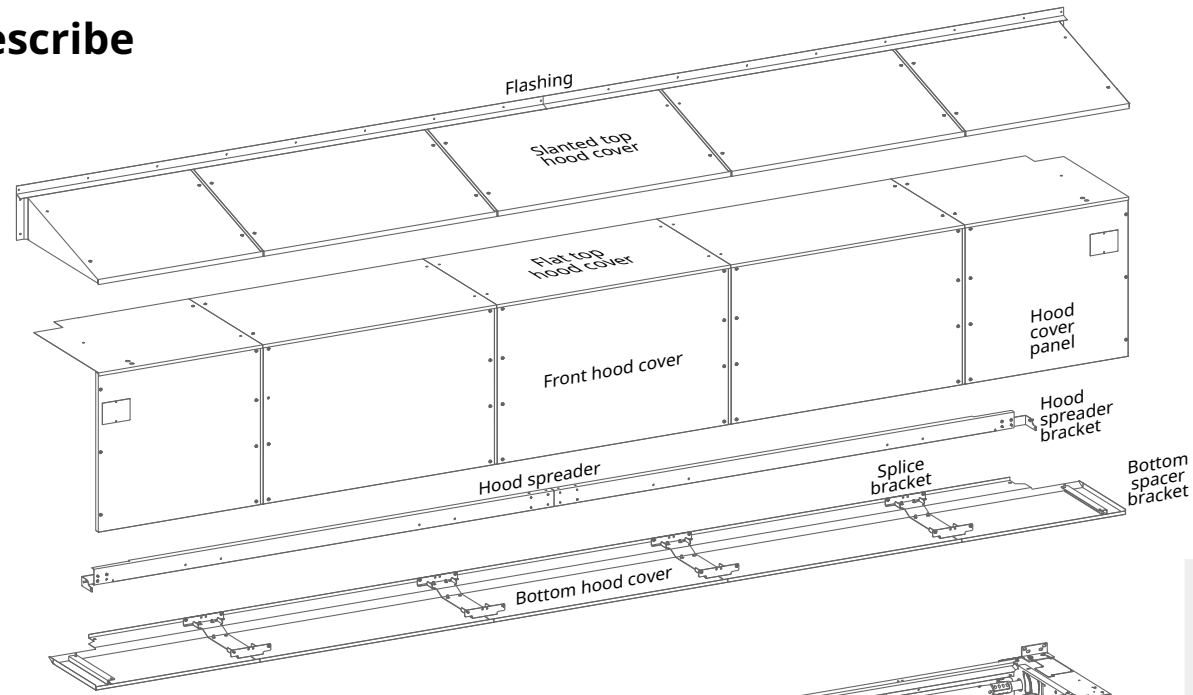 escribe
Flashing
Slanted top
hood cover
Flat top
hood cover
Hood
cover
panel
Front hood cover
Hood
spreader
bracket
Hood spreader
Splice
bracket
Bottom
spacer
bracket
Bottom hood cover